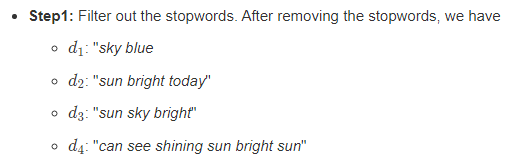 • Step1: Filter out the stopwords. After removing the stopwords, we have
◦ d₁: "sky blue
◦ d₂: "sun bright today"
◦ d₃: "sun sky bright"
◦ d₄: "can see shining sun bright sun"